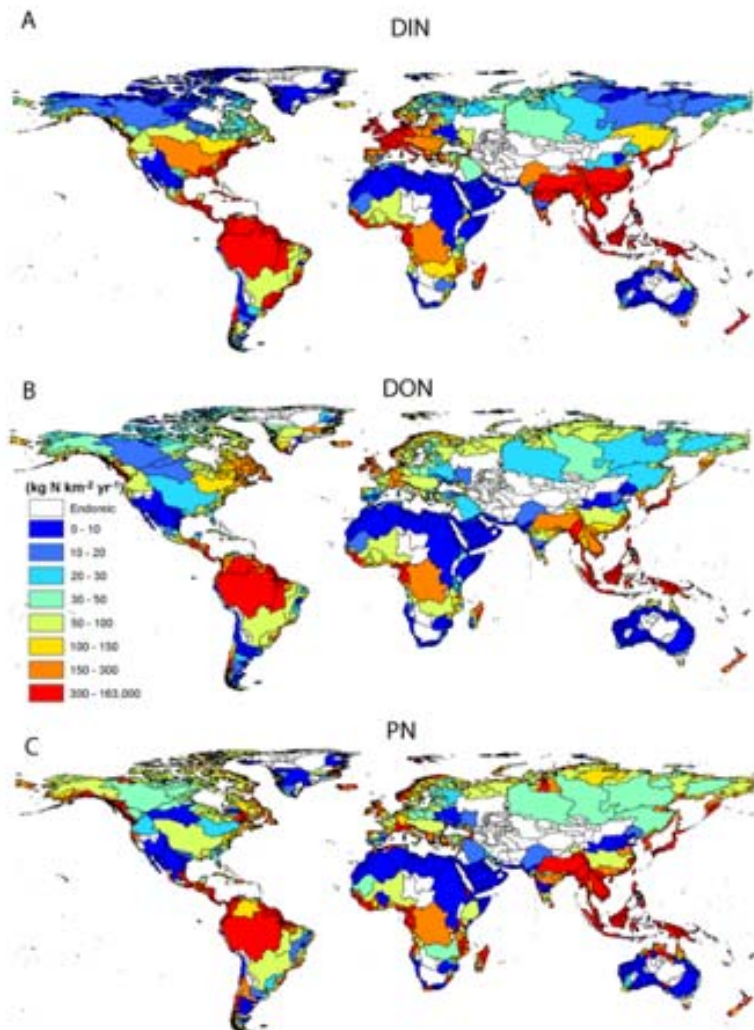 A
DIN
B
DON
(kg N km-2 yr-1)
Endoreic
0 - 10
10 - 20
20 - 30
30 - 50
50 - 100
100 - 150
150 - 300
300 - 163,000
PN
C